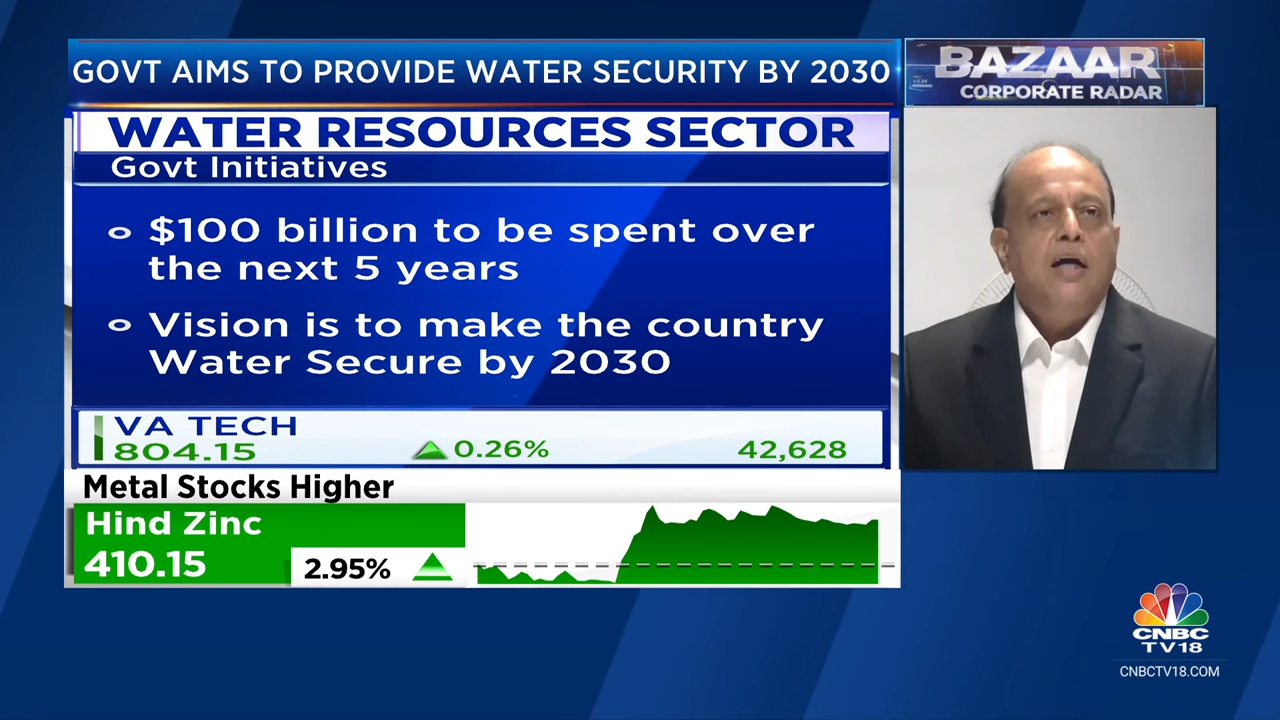 GOVT AIMS TO PROVIDE WATER SECURITY BY 2030
BAZAAR
CORPORATE RADAR
WATER RESOURCES SECTOR
Govt Initiatives
$100 billion to be spent over
the next 5 years
Vision is to make the country
Water Secure by 2030
VA TECH
804.15 0.26% 42,628
Metal Stocks Higher
Hind Zinc
410.15 2.95%
CNBC
TV18
CNBCTV18.COM